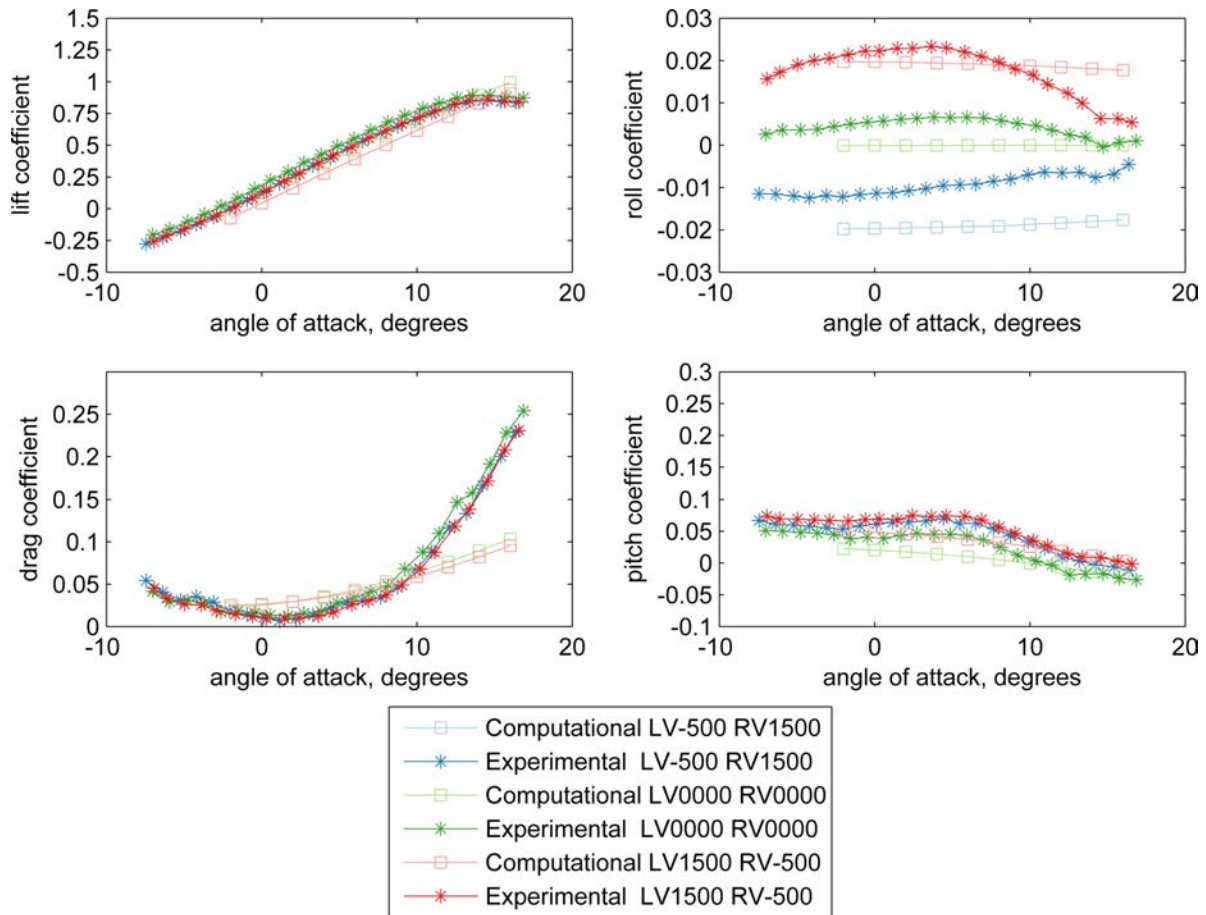 1.5
1.25
1
0.75
0.5
0.25
0
-0.25
-0.5
-10 0 10 20
lift coefficient
angle of attack, degrees
0.03
0.02
0.01
0
-0.01
-0.02
-0.03
-10 0 10 20
roll coefficient
angle of attack, degrees
0.25
0.2
0.15
0.1
0.05
0
-10 0 10 20
drag coefficient
angle of attack, degrees
0.3
0.25
0.2
0.15
0.1
0.05
0
-0.05
-0.1
-10 0 10 20
pitch coefficient
angle of attack, degrees
Computational LV-500 RV1500
Experimental LV-500 RV1500
Computational LV0000 RV0000
Experimental LV0000 RV0000
Computational LV1500 RV-500
Experimental LV1500 RV-500